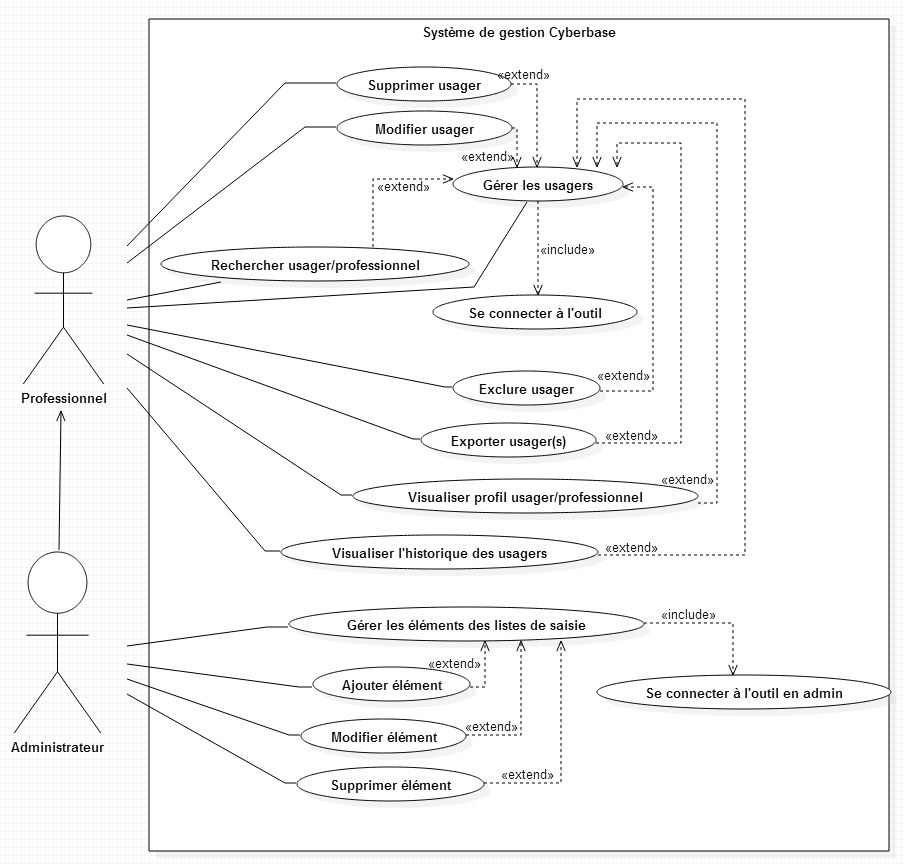 Système de gestion Cyberbase
«extend»
Supprimer usager
Modifier usager
«extend»
Gérer les usagers
«extend»
«include»
Rechercher usager/professionnel
Se connecter à l'outil
«extend»
Exclure usager
Professionnel
«extend»
Exporter usager(s)
«extend»
Visualiser profil usager/professionnel
«extend»
Visualiser l'historique des usagers
«include»
Gérer les éléments des listes de saisie
«extend»
Ajouter élément
Se connecter à l'outil en admin
«extend»
Modifier élément
Administrateur
«extend»
Supprimer élément